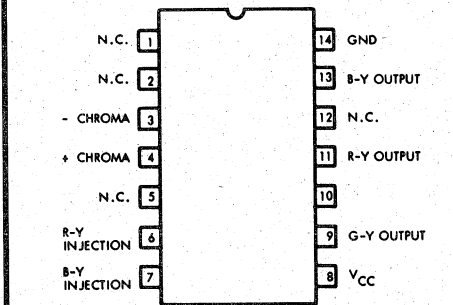 N.C. 1
N.C. 2
- CHROMA 3
+ CHROMA 4
N.C. 5
R-Y
INJECTION 6
B-Y
INJECTION 7
14 GND
13 B-Y OUTPUT
12 N.C.
11 R-Y OUTPUT
10
9 G-Y OUTPUT
8 VCC